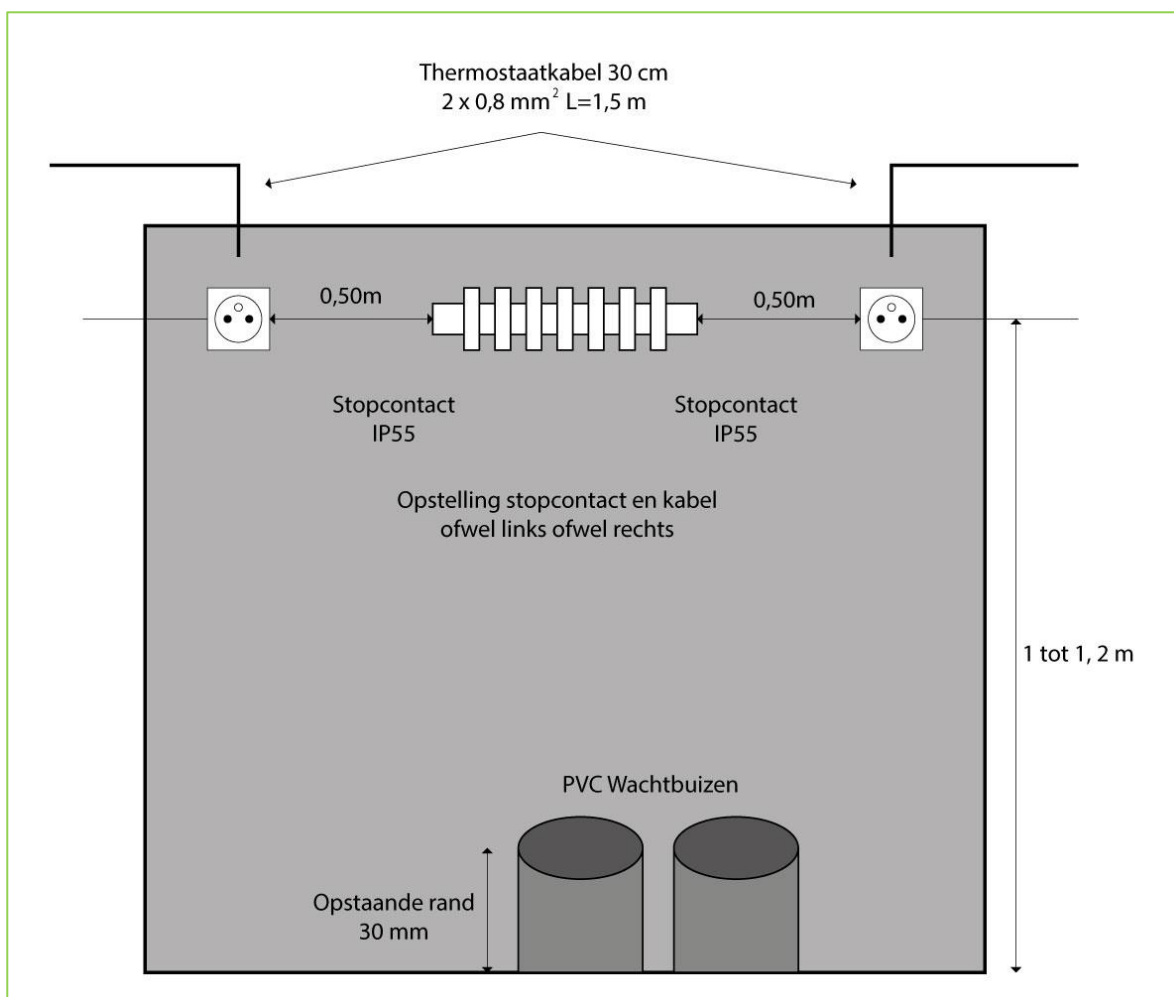 Thermostaatkabel 30 cm
2 x 0,8 mm² L=1,5 m
0,50m
0,50m
Stopcontact
IP55
Stopcontact
IP55
Opstelling stopcontact en kabel
ofwel links ofwel rechts
1 tot 1, 2 m
PVC Wachtbuizen
Opstaande rand
30 mm